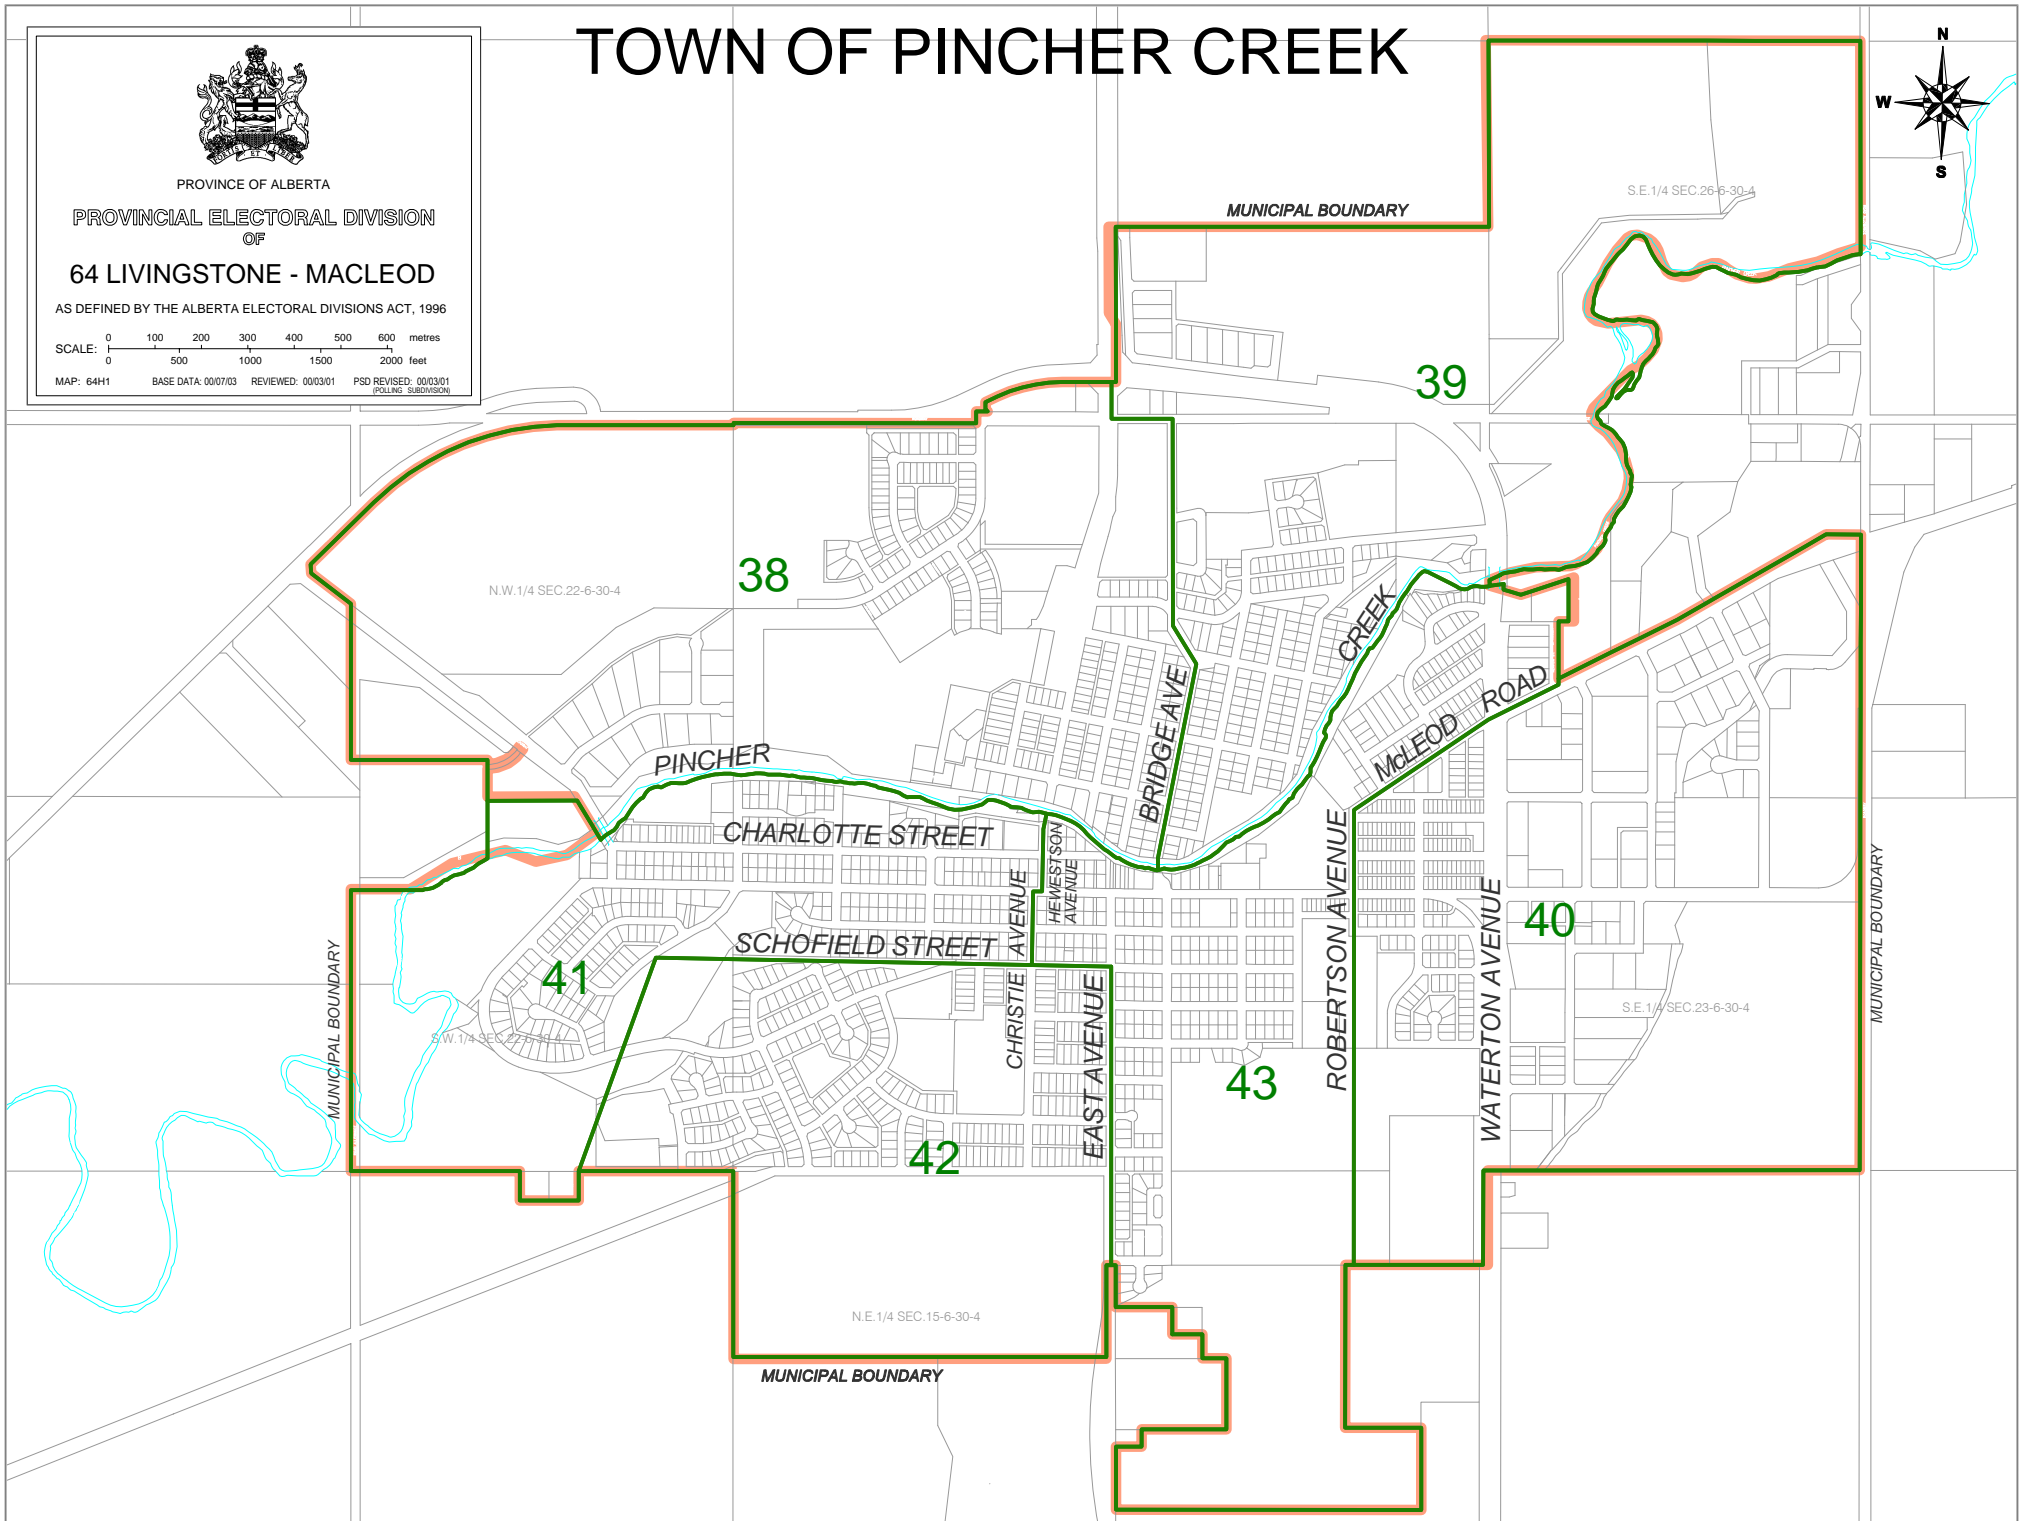 TOWN OF PINCHER CREEK
FORTIS ET LIBER
PROVINCE OF ALBERTA
PROVINCIAL ELECTORAL DIVISION
OF
64 LIVINGSTONE - MACLEOD
AS DEFINED BY THE ALBERTA ELECTORAL DIVISIONS ACT, 1996
0 100 200 300 400 500 600 metres
SCALE:
0 500 1000 1500 2000 feet
MAP: 64H1 BASE DATA: 00/07/03 REVIEWED: 00/03/01 PSD REVISED: 00/03/01
(POLLING SUBDIVISION)
N
W
S
S.E.1/4 SEC.26-6-30-4
MUNICIPAL BOUNDARY
39
38
N.W.1/4 SEC.22-6-30-4
CREEK
BRIDGE AVE
McLEOD ROAD
PINCHER
CHARLOTTE STREET
HEWESTSON
AVENUE
CHRISTIE AVENUE
SCHOFIELD STREET
ROBERTSON AVENUE
WATERTON AVENUE
40
MUNICIPAL BOUNDARY
MUNICIPAL BOUNDARY
41
S.W.1/4 SEC.22-6-30-4
S.E.1/4 SEC.23-6-30-4
EAST AVENUE
43
42
N.E.1/4 SEC.15-6-30-4
MUNICIPAL BOUNDARY